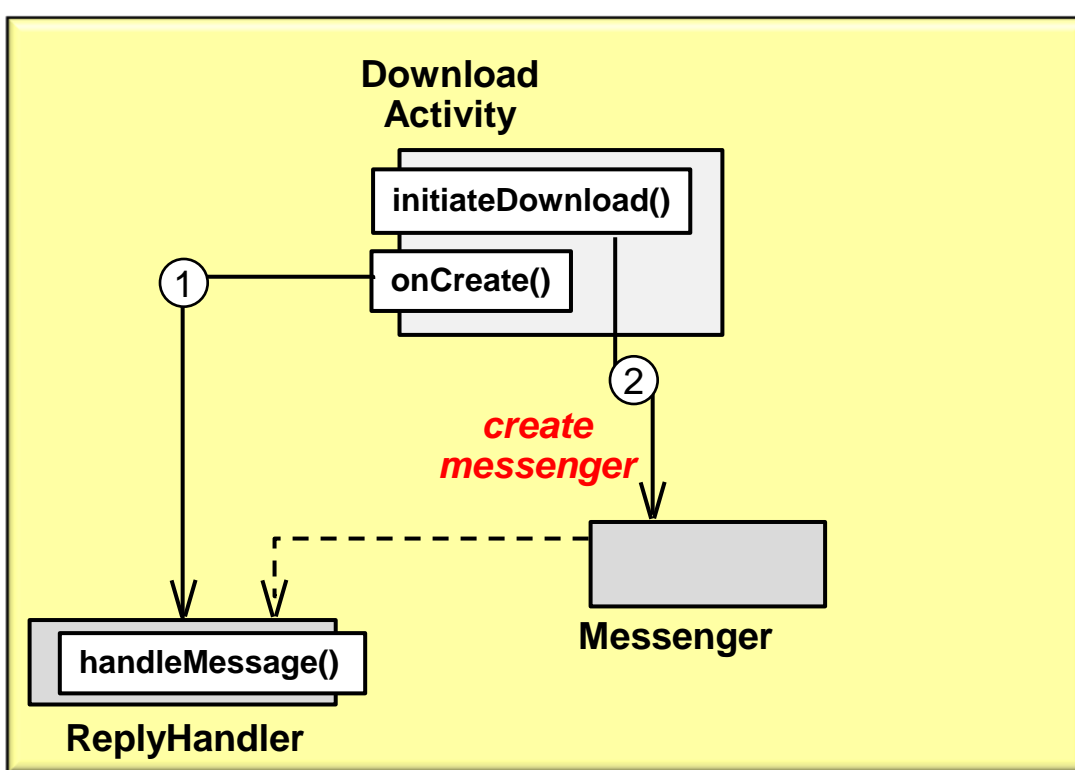 Download
Activity
initiateDownload()
1
onCreate()
2
create
messenger
Messenger
handleMessage()
ReplyHandler